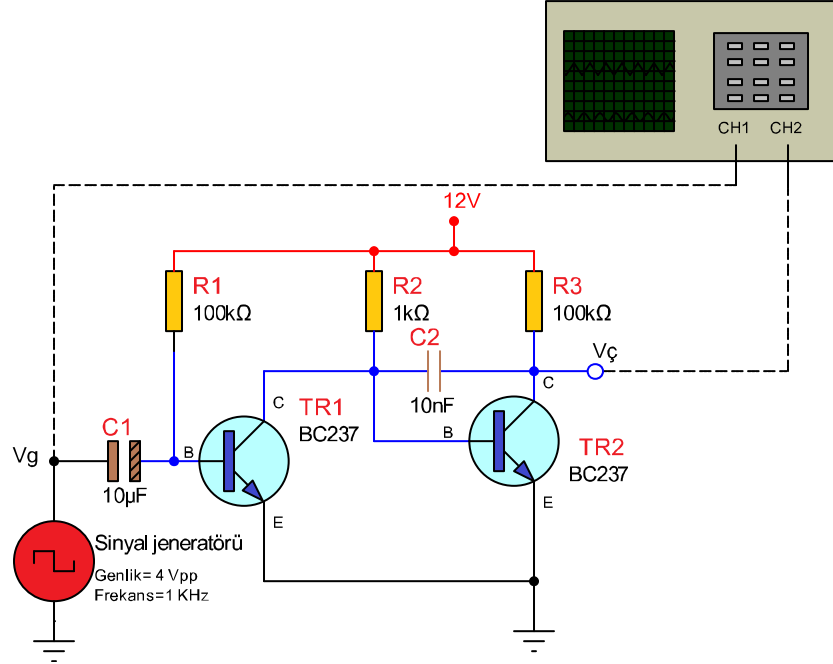 CH1 CH2
12V
R1
100kΩ
R2
1kΩ
R3
100kΩ
C2
10nF
Vç
C
C
TR1
BC237
B
TR2
BC237
C1
Vg
B
10µF
E
E
Sinyal jeneratörü
Genlik= 4 Vpp
Frekans=1 KHz